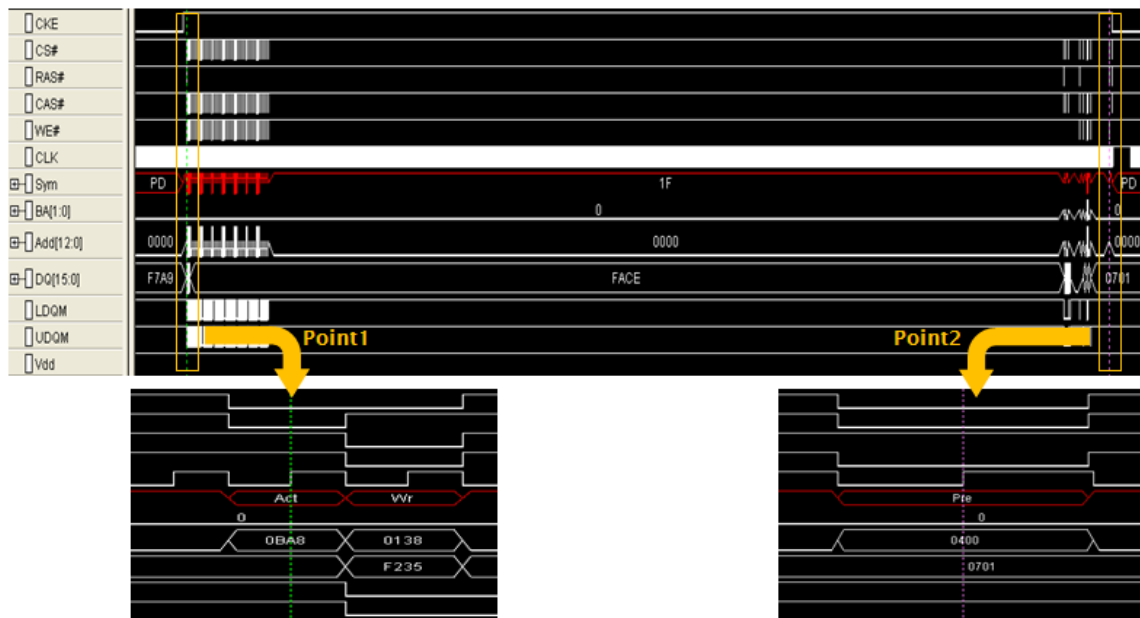 CKE
CS#
RAS#
CAS#
WE#
CLK
Sym PD 1F PD
BA[1:0] 0 0
Add[12:0] 0000 0000 0000
DQ[15:0] F7A9 FACE 0701
LDQM
UDQM Point1 Point2
Vdd
Act Wr
0
0BA8 0138
F235
Pre
0
0400
0701